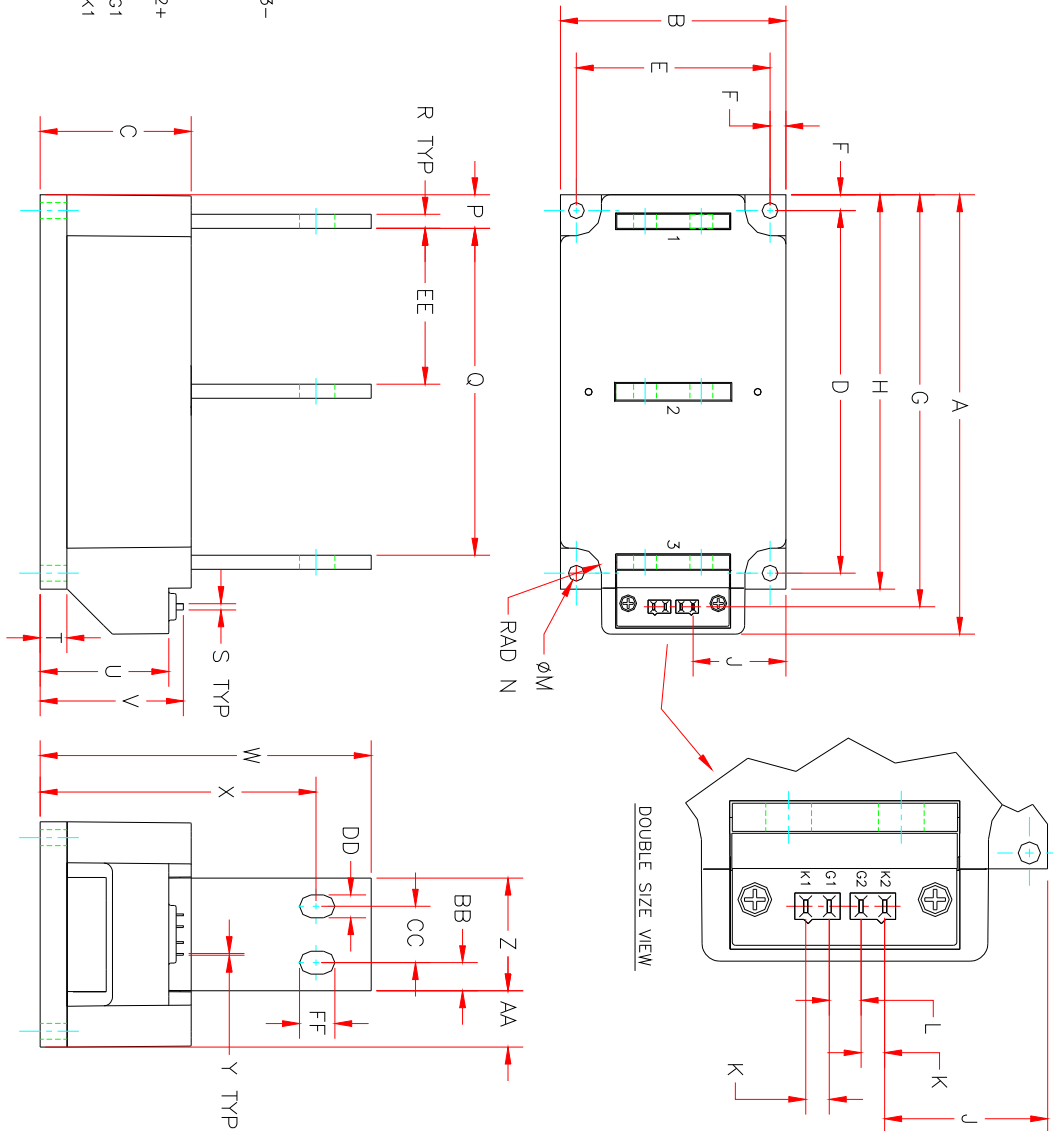 3-
2+
G1
K1
A
G
H
D
F
B
E
F
J
1
2
3
ØM
RAD N
K1
G1
G2
K2
DOUBLE SIZE VIEW
L
K
K
J
C
R TYP
P
EE
Q
S TYP
T
U
V
W
X
DD
CC
BB
Z
AA
FF
Y TYP